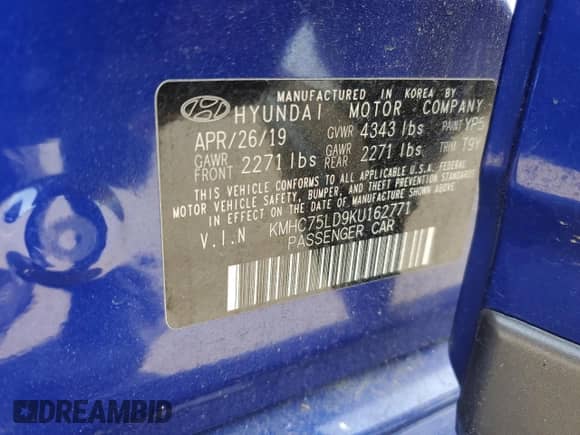 MANUFACTURED IN KOREA BY
HYUNDAI MOTOR COMPANY
APR/26/19 GVWR 4343 lbs PAINT YP5
GAWR FRONT 2271 lbs GAWR REAR 2271 lbs TRIM T9Y
THIS VEHICLE CONFORMS TO ALL APPLICABLE U.S.A. FEDERAL
MOTOR VEHICLE SAFETY, BUMPER, AND THEFT PREVENTION STANDARDS
IN EFFECT ON THE DATE OF MANUFACTURE SHOWN ABOVE.
V.I.N KMHC75LD9KU162771
PASSENGER CAR
DREAMBID